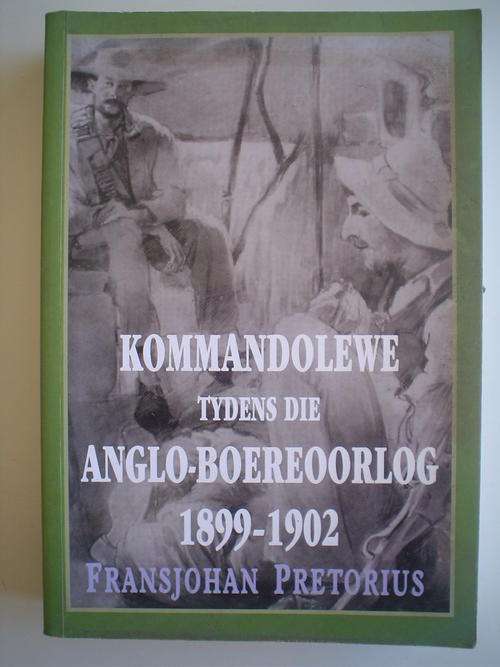 KOMMANDOLEWE
TYDENS DIE
ANGLO-BOEREOORLOG
1899-1902
FRANSJOHAN PRETORIUS